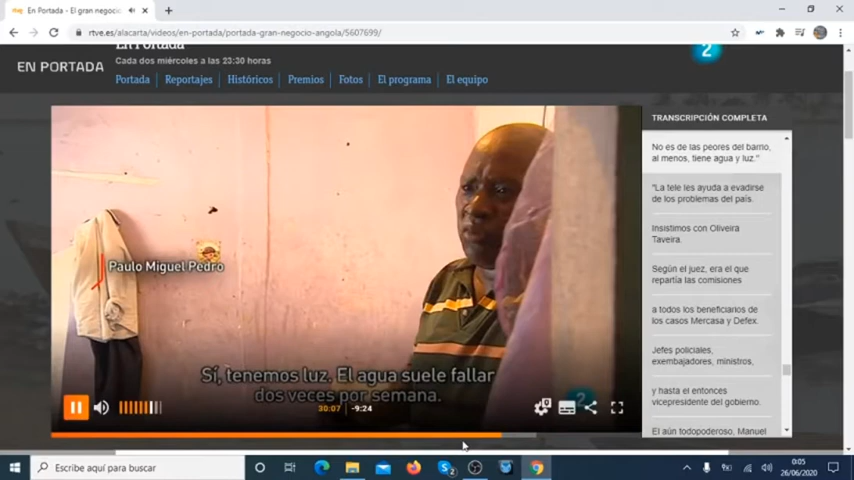 En Portada - El gran negocio
rtve.es/alacarta/videos/en-portada/portada-gran-negocio-angola/5607699/
En Portada
EN PORTADA
Cada dos miércoles a las 23:30 horas
Portada Reportajes Históricos Premios Fotos El programa El equipo
2
TRANSCRIPCIÓN COMPLETA
No es de las peores del barrio,
al menos, tiene agua y luz."
"La tele les ayuda a evadirse
de los problemas del país.
Insistimos con Oliveira
Taveira.
Según el juez, era el que
repartía las comisiones
a todos los beneficiarios de
los casos Mercasa y Defex.
Jefes policiales,
exembajadores, ministros,
y hasta el entonces
vicepresidente del gobierno.
El aún todopoderoso, Manuel
Paulo Miguel Pedro
Sí, tenemos luz. El agua suele fallar
dos veces por semana.
30:07 -9:24
2
Escribe aquí para buscar
0:05
26/06/2020